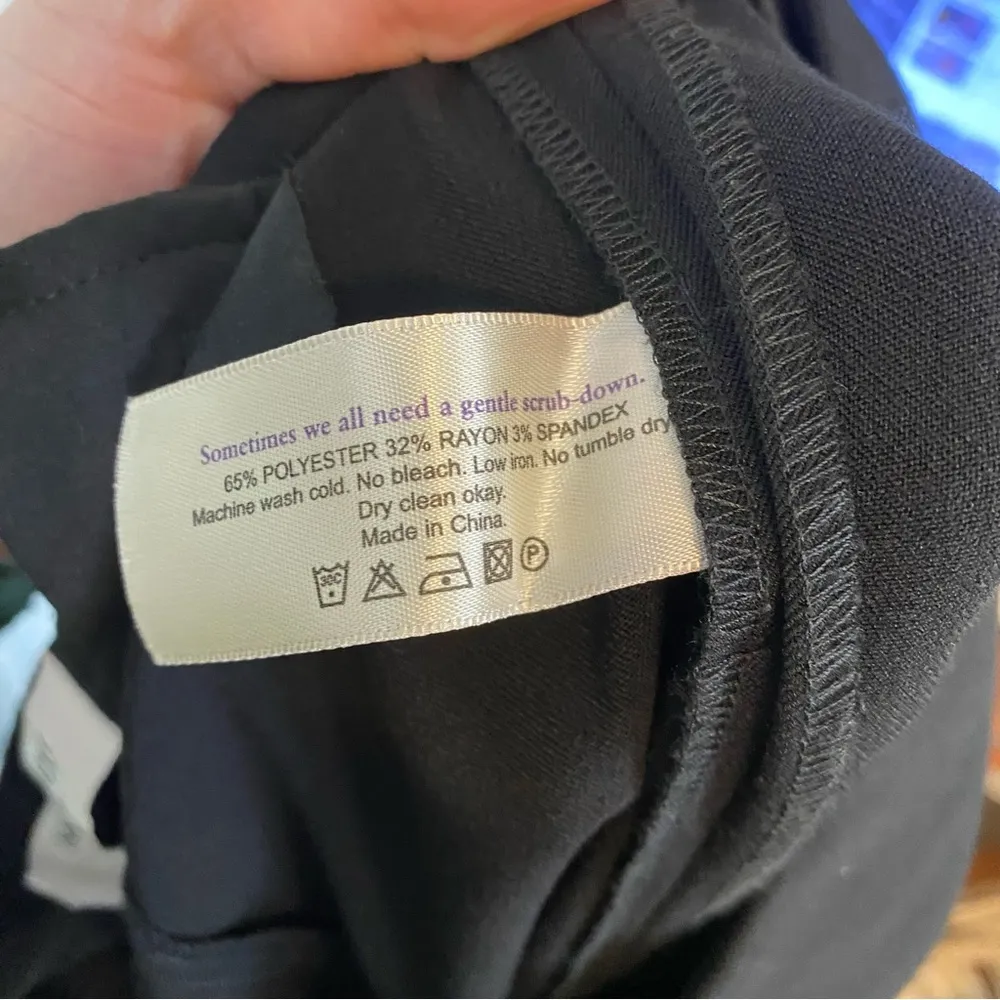 Sometimes we all need a gentle scrub-down.
65% POLYESTER 32% RAYON 3% SPANDEX
Machine wash cold. No bleach. Low iron. No tumble dry
Dry clean okay.
Made in China.
30C P